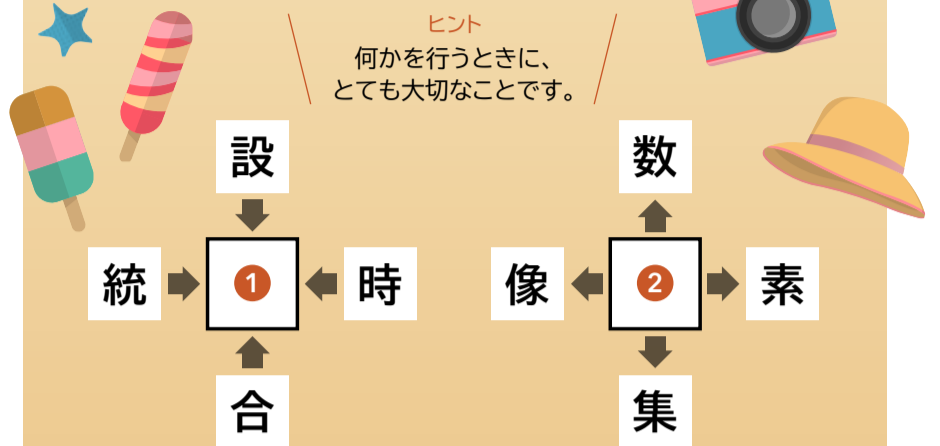 ヒント
何かを行うときに、
とても大切なことです。
設
統 1 時
合
数
像 2 素
集